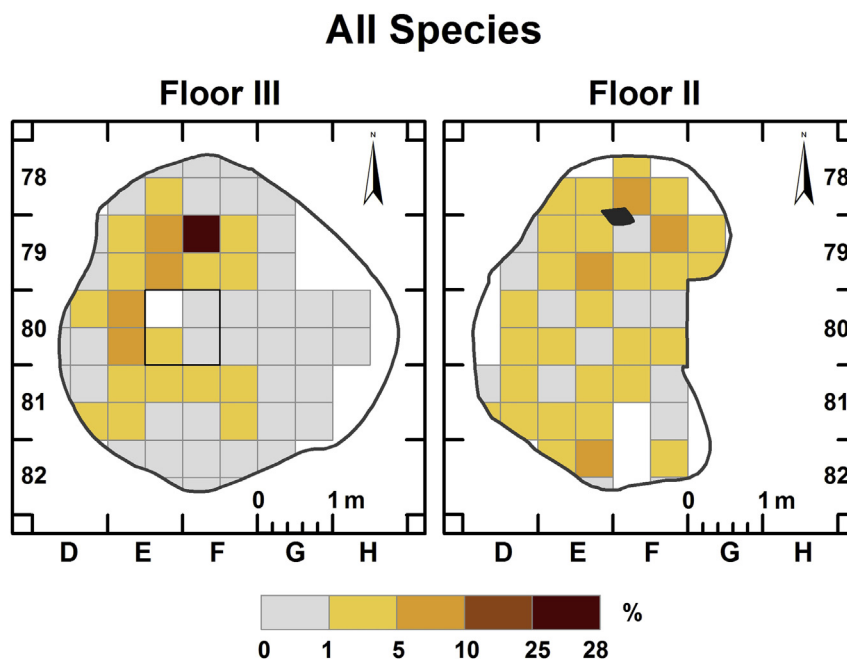 All Species
Floor III
Floor II
N
N
78
78
79
79
80
80
81
81
82
82
0 1 m
0 1 m
D E F G H
D E F G H
%
0 1 5 10 25 28